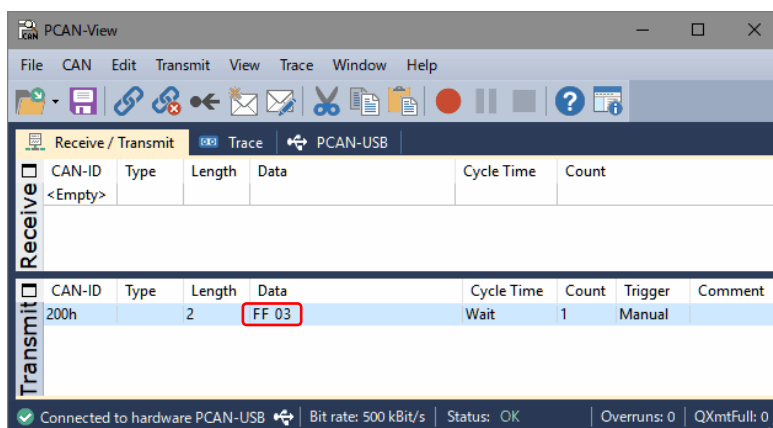 PCAN-View
File CAN Edit Transmit View Trace Window Help
Receive / Transmit Trace PCAN-USB
Receive
CAN-ID Type Length Data Cycle Time Count
<Empty>
Transmit
CAN-ID Type Length Data Cycle Time Count Trigger Comment
200h 2 FF 03 Wait 1 Manual
Connected to hardware PCAN-USB Bit rate: 500 kBit/s Status: OK Overruns: 0 QXmtFull: 0